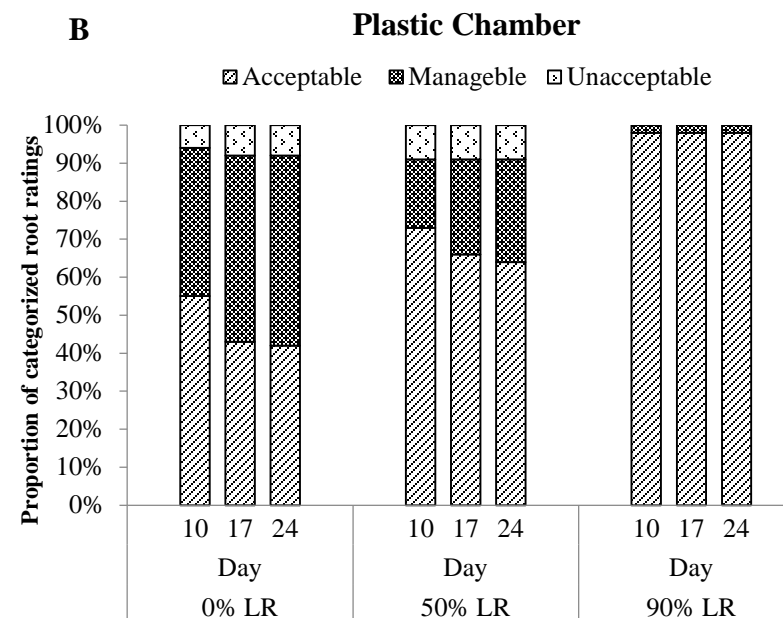 B
Plastic Chamber
Acceptable Manageble Unacceptable
Proportion of categorized root ratings
100%
90%
80%
70%
60%
50%
40%
30%
20%
10%
0%
10 17 24 10 17 24 10 17 24
Day Day Day
0% LR 50% LR 90% LR